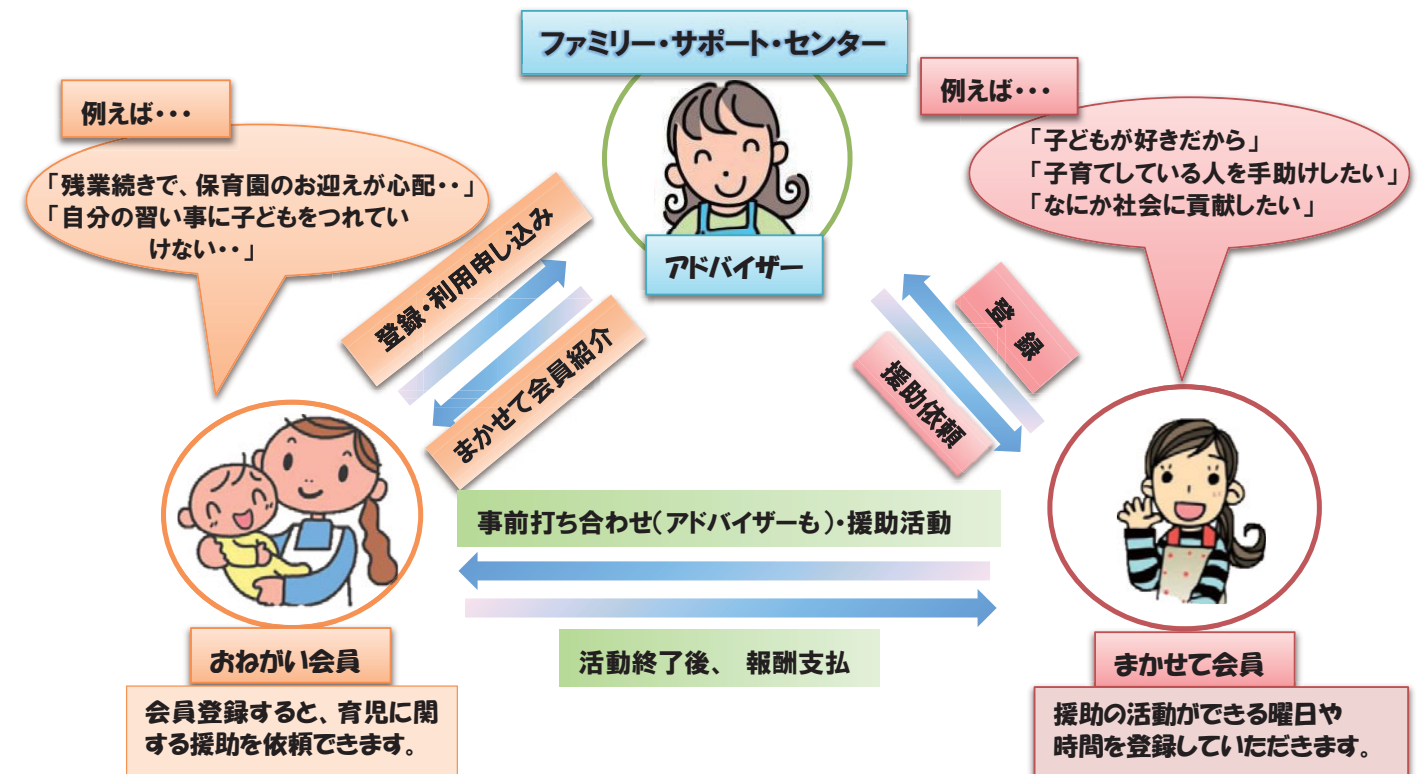 ファミリー・サポート・センター
アドバイザー
例えば・・・
「残業続きで、保育園のお迎えが心配・・」
「自分の習い事に子どもをつれてい
けない・・」
例えば・・・
「子どもが好きだから」
「子育てしている人を手助けしたい」
「なにか社会に貢献したい」
登録・利用申し込み
まかせて会員紹介
登 録
援助依頼
事前打ち合わせ(アドバイザーも)・援助活動
活動終了後、 報酬支払
おねがい会員
会員登録すると、育児に関
する援助を依頼できます。
まかせて会員
援助の活動ができる曜日や
時間を登録していただきます。